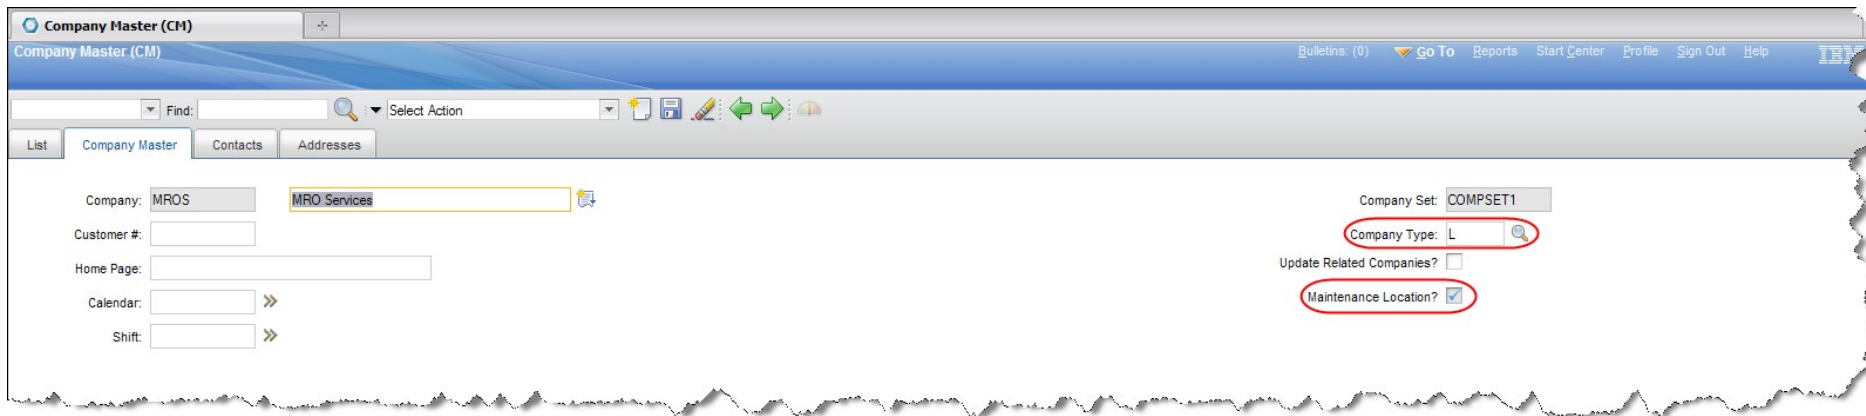 Company Master (CM)
Company Master (CM)
Bulletins: (0) Go To Reports Start Center Profile Sign Out Help IBM
Find: Select Action
List Company Master Contacts Addresses
Company: MROS MRO Services Company Set: COMPSET1
Customer #: Company Type: L
Home Page: Update Related Companies?
Calendar: Maintenance Location?
Shift: